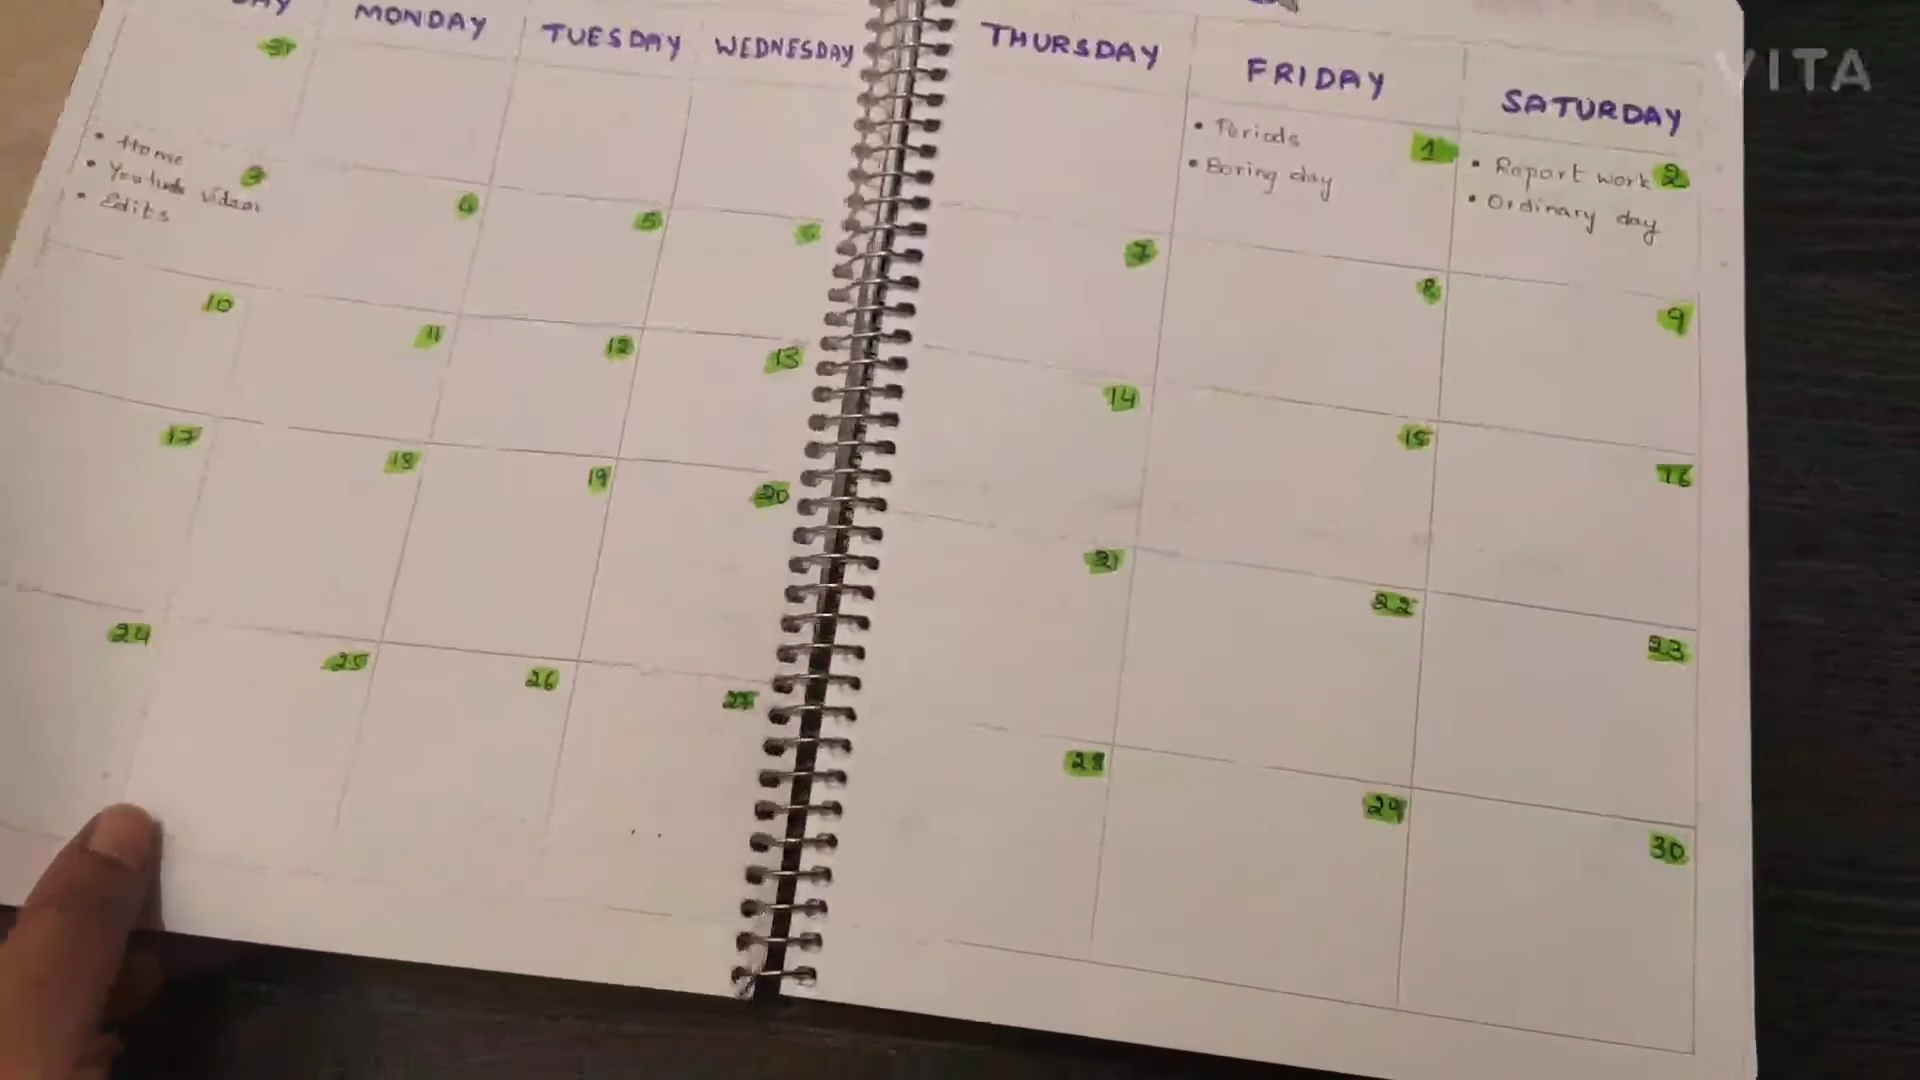 DAY
MONDAY
TUESDAY
WEDNESDAY
THURSDAY
FRIDAY
SATURDAY
VITA
31
1
• Periods
• Boring day
2
• Report work
• Ordinary day
3
• Home
• Youtube videos
• Edits
4
5
6
7
8
9
10
11
12
13
14
15
16
17
18
19
20
21
22
23
24
25
26
27
28
29
30